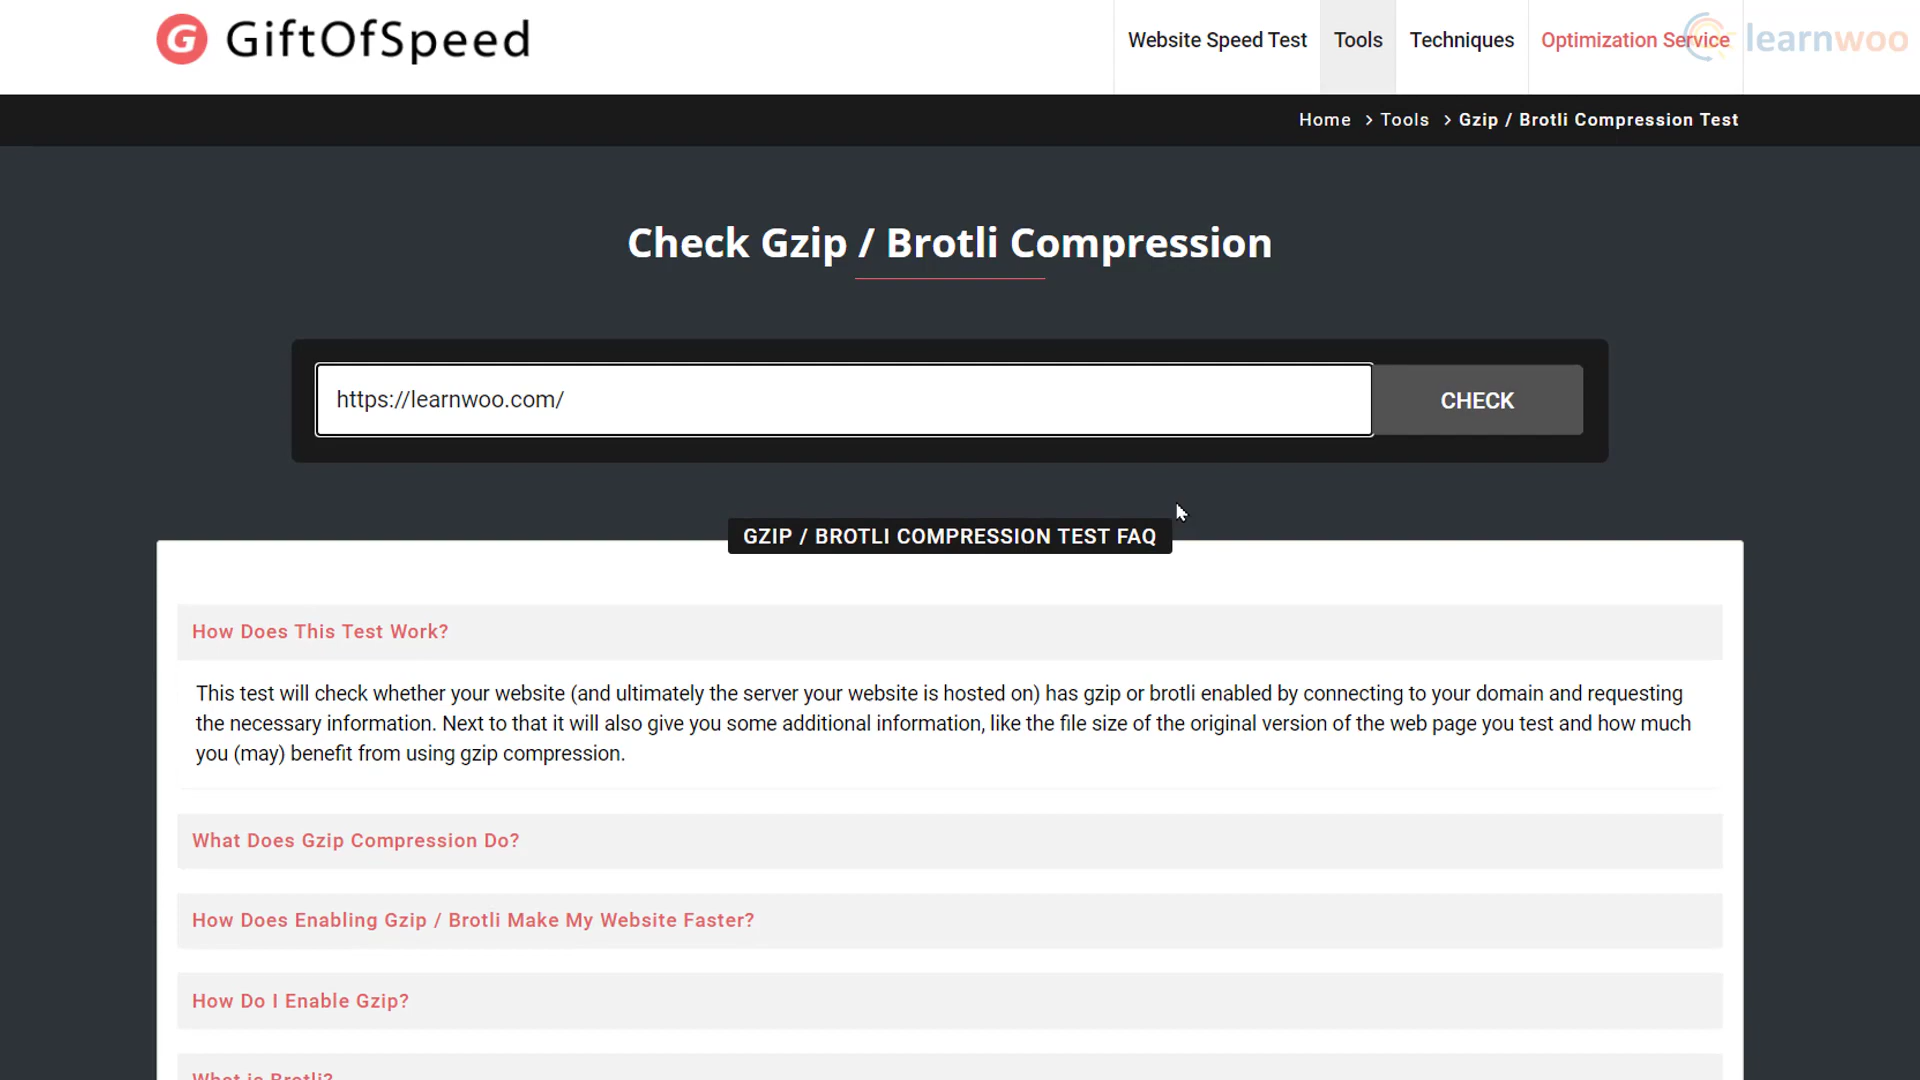 GiftOfSpeed
Website Speed Test
Tools
Techniques
Optimization Service
learnwoo
Home > Tools > Gzip / Brotli Compression Test
Check Gzip / Brotli Compression
https://learnwoo.com/
CHECK
GZIP / BROTLI COMPRESSION TEST FAQ
How Does This Test Work?
This test will check whether your website (and ultimately the server your website is hosted on) has gzip or brotli enabled by connecting to your domain and requesting
the necessary information. Next to that it will also give you some additional information, like the file size of the original version of the web page you test and how much
you (may) benefit from using gzip compression.
What Does Gzip Compression Do?
How Does Enabling Gzip / Brotli Make My Website Faster?
How Do I Enable Gzip?
What is Brotli?